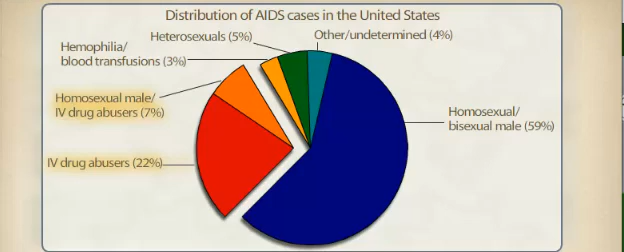 Distribution of AIDS cases in the United States
Heterosexuals (5%)
Other/undetermined (4%)
Hemophilia/
blood transfusions (3%)
Homosexual male/
IV drug abusers (7%)
Homosexual/
bisexual male (59%)
IV drug abusers (22%)